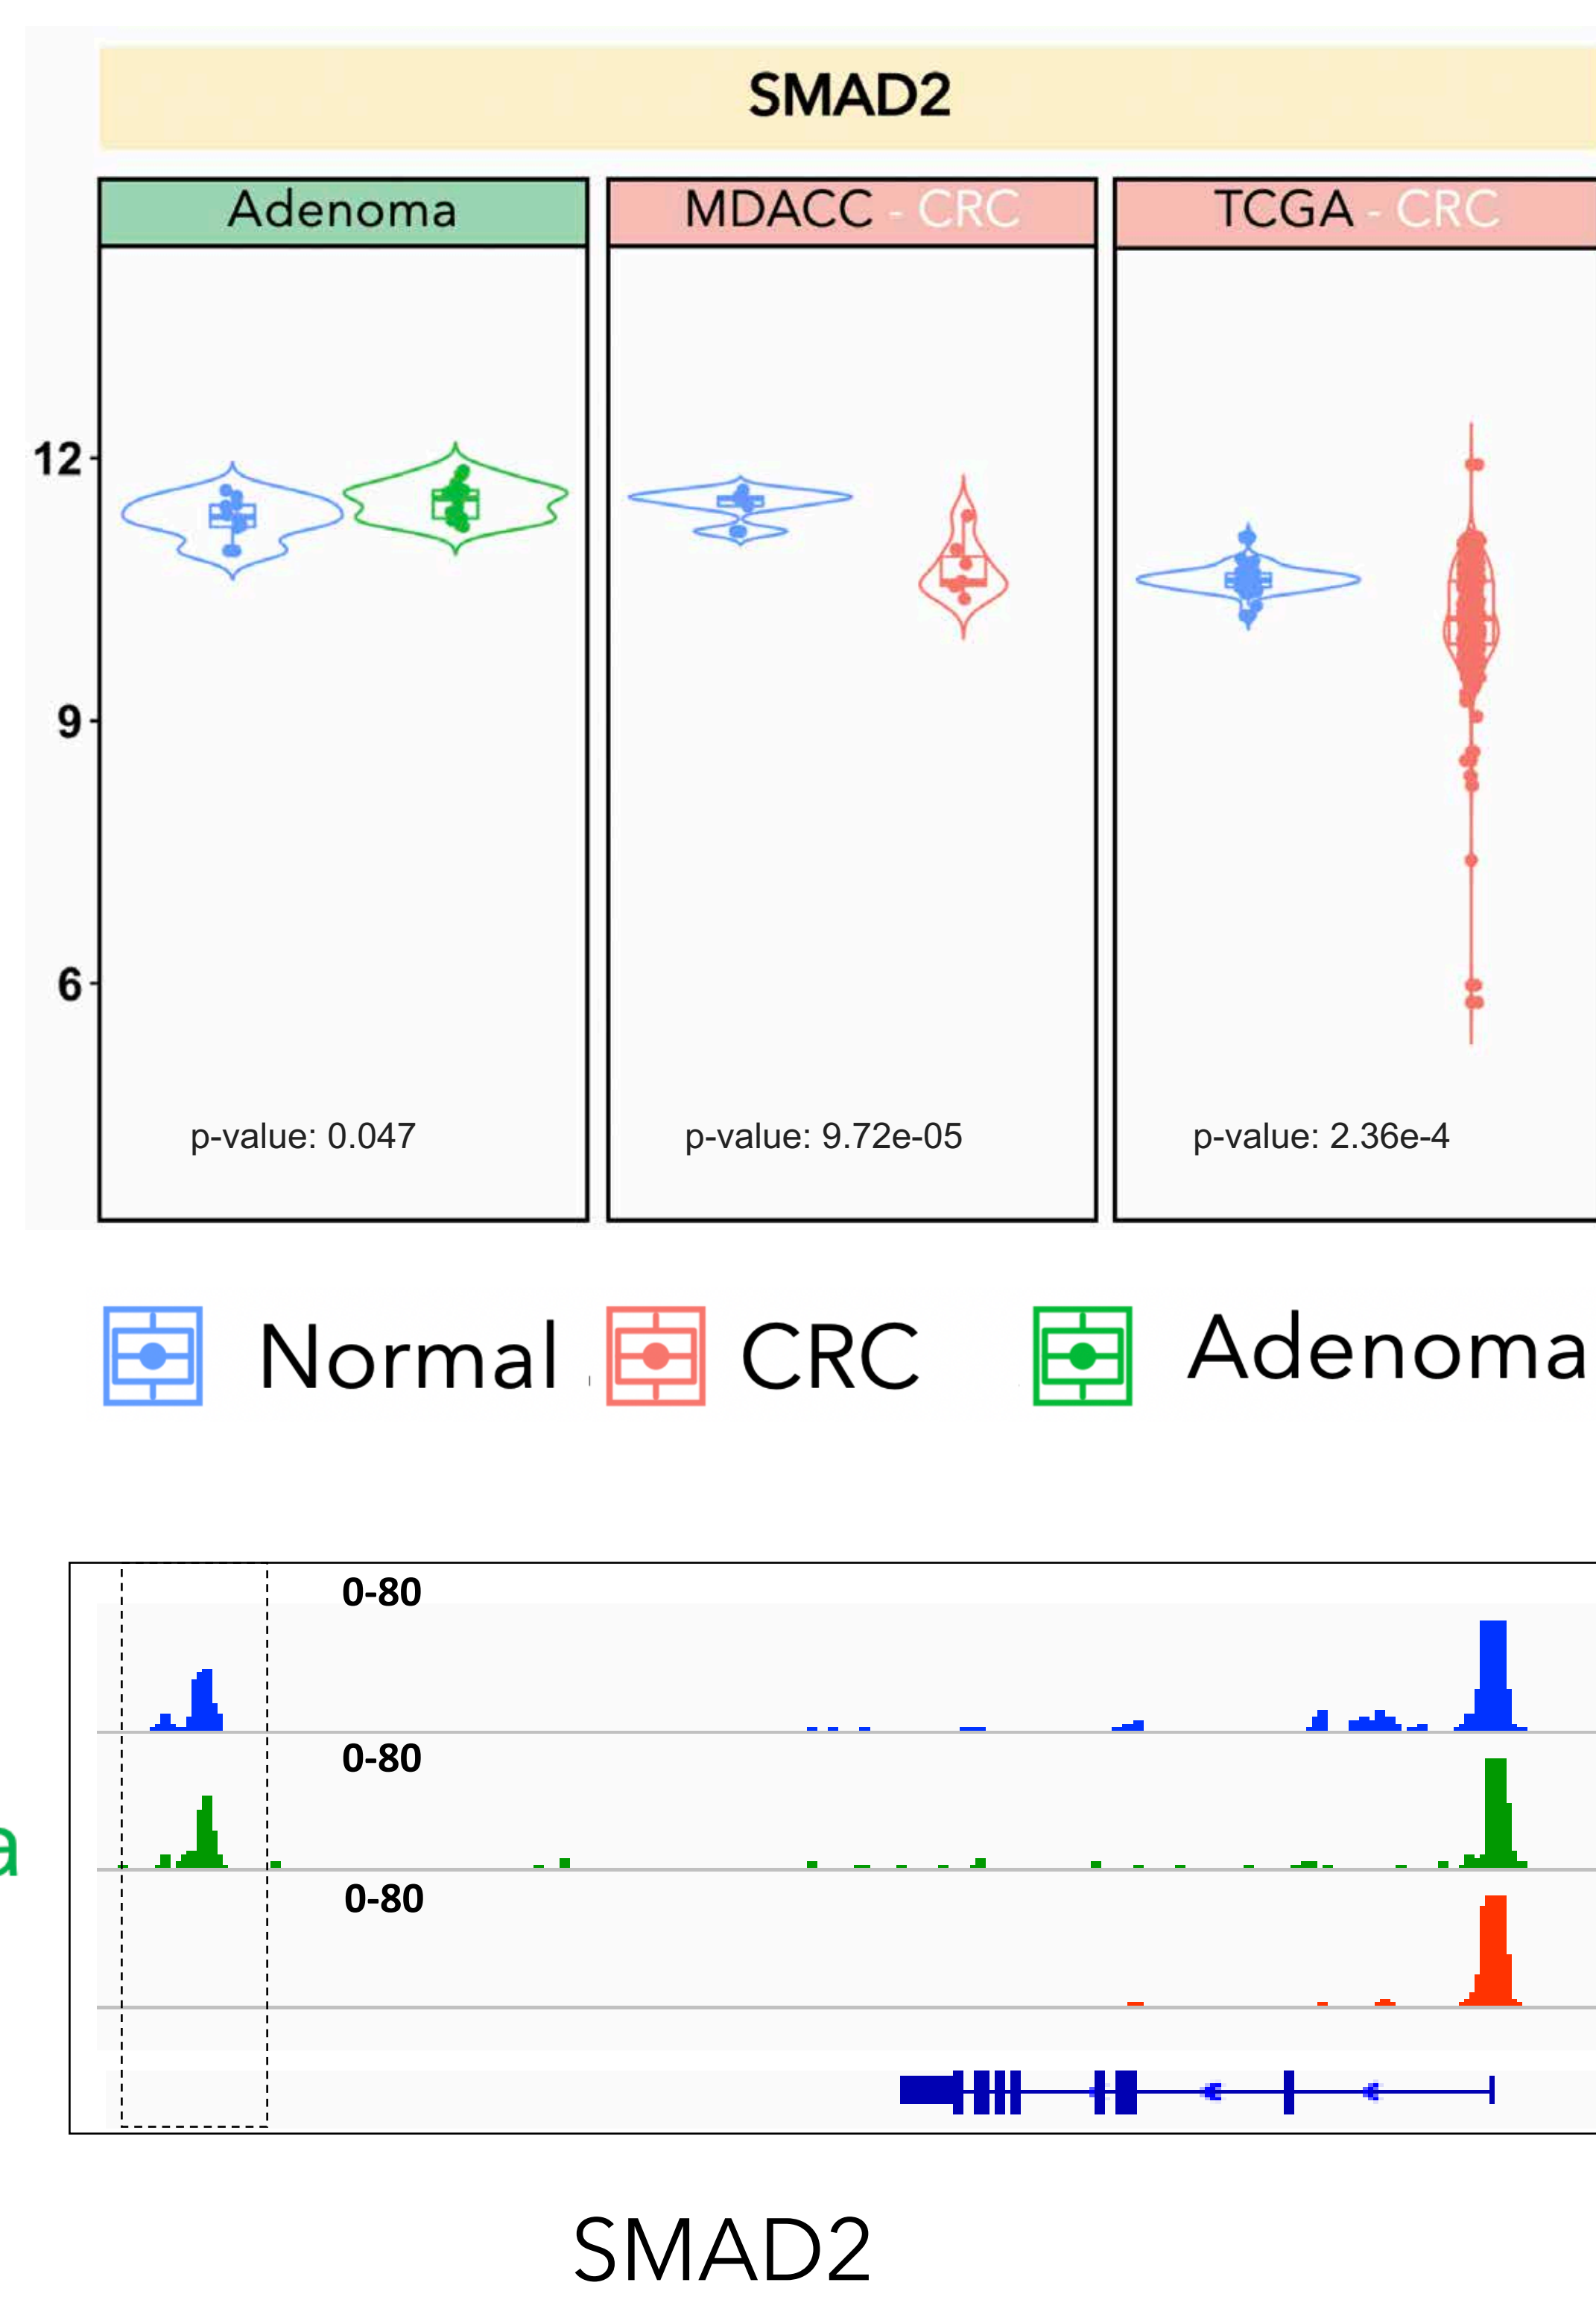 SMAD2
Adenoma
MDACC - CRC
TCGA - CRC
12
9
6
p-value: 0.047
p-value: 9.72e-05
p-value: 2.36e-4
Normal
CRC
Adenoma
0-80
0-80
a
0-80
SMAD2